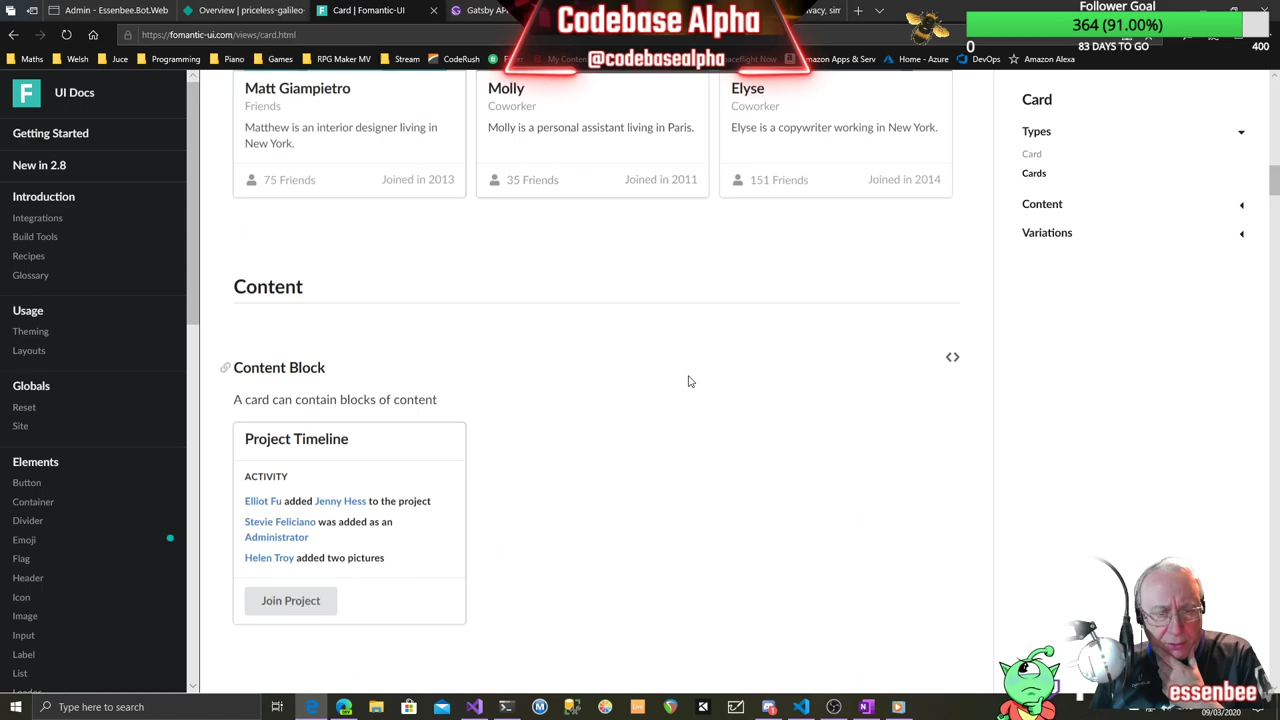 Admin - Essenbee.Bot.Web
Overview | priceless-galileo
Card | Fomantic-UI
Gatsby AP
vacy, sim
Codebase Alpha
@codebasealpha
Follower Goal
364 (91.00%)
0
83 DAYS TO GO
400
https://fomantic-ui.com/views/card.html
Maths
Welsh
Juce
Programming
Piano
Games
RPG Maker MV
Stream
CodeRush
My Conten
Amazon Apps & Serv
Home - Azure
DevOps
Amazon Alexa
UI Docs
Getting Started
New in 2.8
Introduction
Integrations
Build Tools
Recipes
Glossary
Usage
Theming
Layouts
Globals
Reset
Site
Elements
Button
Container
Divider
Emoji
Flag
Header
Icon
Image
Input
Label
List
Matt Giampietro
Friends
Matthew is an interior designer living in
New York.
75 Friends
Joined in 2013
Molly
Coworker
Molly is a personal assistant living in Paris.
35 Friends
Joined in 2011
Elyse
Coworker
Elyse is a copywriter working in New York.
151 Friends
Joined in 2014
Content
Content Block
A card can contain blocks of content
Project Timeline
ACTIVITY
Elliot Fu added Jenny Hess to the project
Stevie Feliciano was added as an
Administrator
Helen Troy added two pictures
Join Project
Card
Types
Card
Cards
Content
Variations
essenbee
Type here to search
09/03/2020